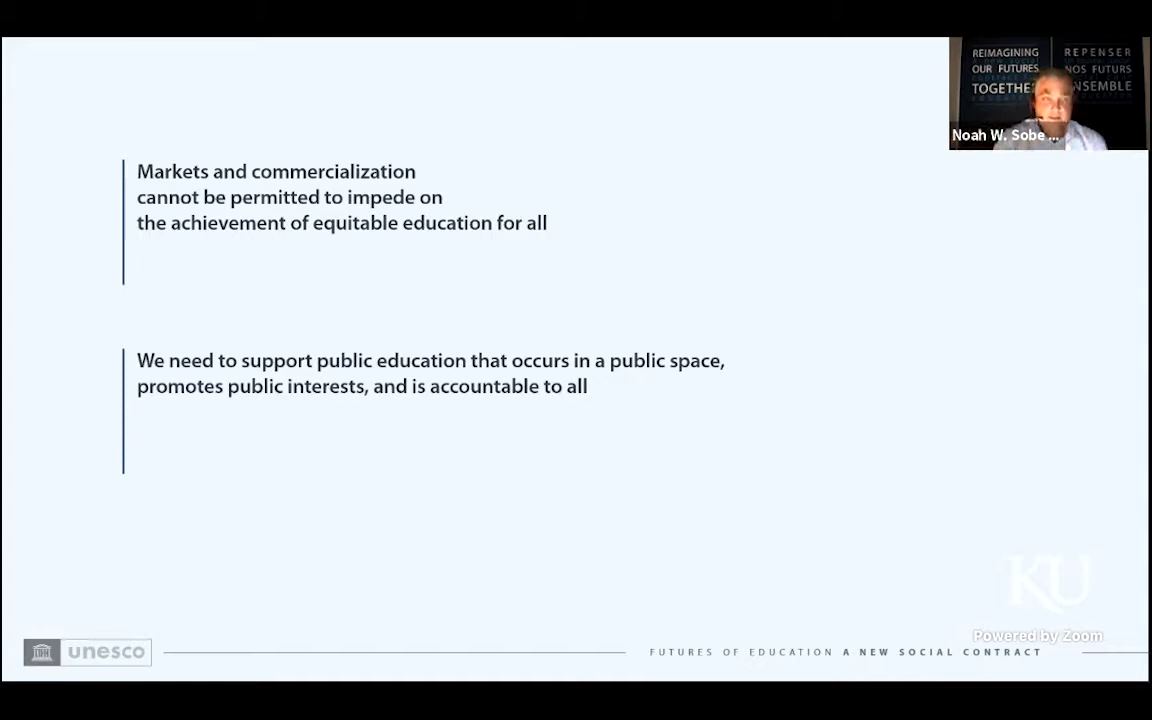 REIMAGINING
OUR FUTURES
REPENSER
NOS FUTURS
Noah W. Sobe ...
Markets and commercialization
cannot be permitted to impede on
the achievement of equitable education for all
We need to support public education that occurs in a public space,
promotes public interests, and is accountable to all
KU
Powered by Zoom
unesco
FUTURES OF EDUCATION A NEW SOCIAL CONTRACT